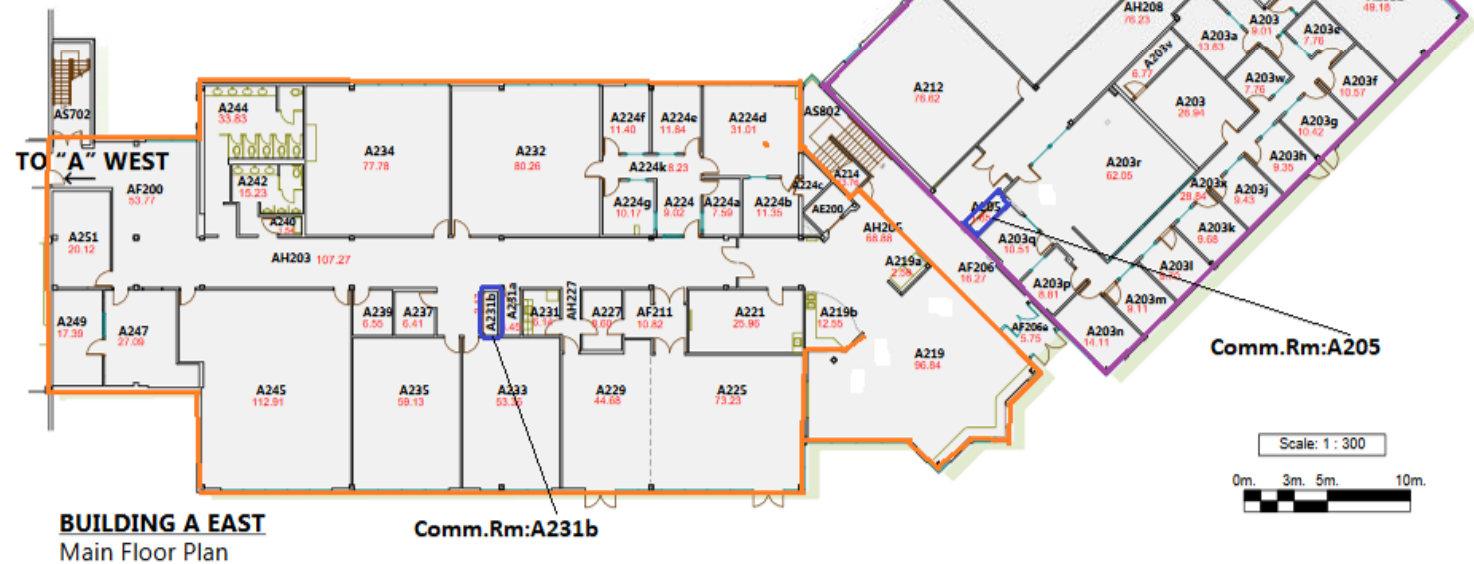 AH208
76.23
49.18
A203
9.01
A203a
13.83
A203e
7.76
A203v
6.77
A203w
7.76
A203f
10.57
A212
76.62
A203
26.94
AS702
A244
33.83
A234
77.78
A232
80.26
A224f
11.40
A224e
11.84
A224d
31.01
AS802
A203g
10.42
A203h
9.35
A203r
62.05
TO "A" WEST
AF200
53.77
A242
15.23
A224k 8.23
A214
A224c
A203x
28.84
A203j
9.43
A224g
10.17
A224
9.02
A224a
7.59
A224b
11.35
AE200
A205
A240
A251
20.12
AH203 107.27
68.88
A203q
10.51
A203k
9.68
A219a
2.58
AF206
16.27
A203l
A203p
8.81
A203m
9.11
A249
17.39
A247
27.09
A239
6.55
A237
6.41
A231b
A231a
A231
AH227
A227
AF211
10.82
A221
25.95
A219b
12.55
AF206a
5.75
A203n
14.11
A219
96.84
Comm.Rm:A205
A245
112.91
A235
59.13
A233
A229
44.68
A225
73.23
Scale: 1 : 300
0m. 3m. 5m. 10m.
BUILDING A EAST
Main Floor Plan
Comm.Rm:A231b